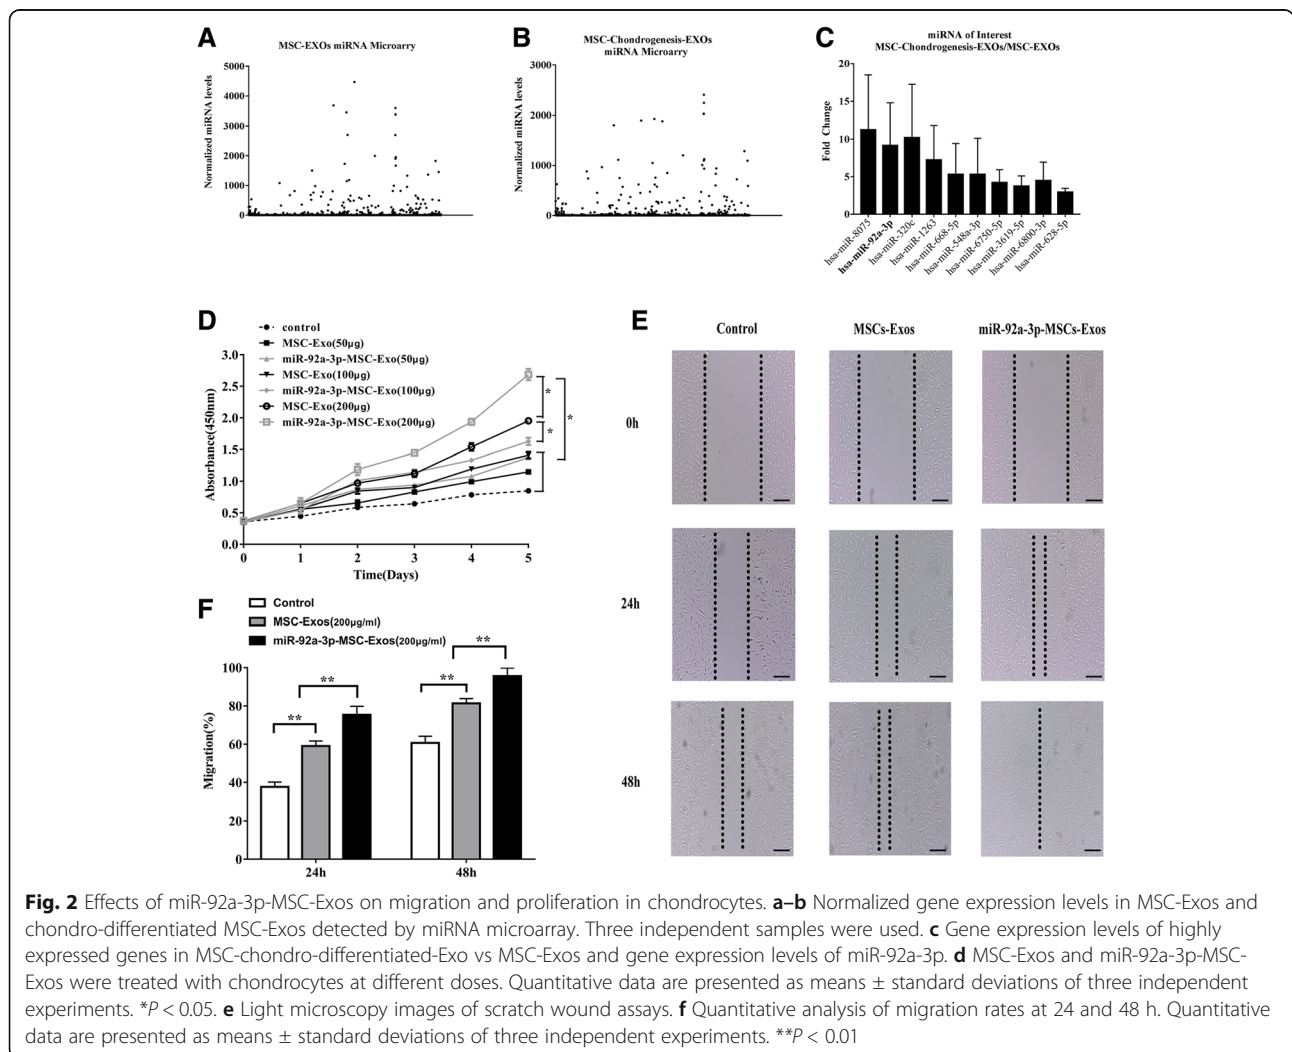 A
MSC-EXOs miRNA Microarry
Normalized miRNA levels
5000
4000
3000
2000
1000
0
B
MSC-Chondrogenesis-EXOs
miRNA Microarry
Normalized miRNA levels
3000
2000
1000
0
C
miRNA of Interest
MSC-Chondrogenesis-EXOs/MSC-EXOs
Fold Change
20
15
10
5
0
hsa-miR-8075
hsa-miR-92a-3p
hsa-miR-320c
hsa-miR-1263
hsa-miR-668-5p
hsa-miR-548a-3p
hsa-miR-6750-5p
hsa-miR-3619-5p
hsa-miR-6800-3p
hsa-miR-628-5p
D
control
MSC-Exo(50μg)
miR-92a-3p-MSC-Exo(50μg)
MSC-Exo(100μg)
miR-92a-3p-MSC-Exo(100μg)
MSC-Exo(200μg)
miR-92a-3p-MSC-Exo(200μg)
Absorbance(450nm)
3.0
2.5
2.0
1.5
1.0
0.5
0.0
*
*
*
0 1 2 3 4 5
Time(Days)
E
Control MSCs-Exos miR-92a-3p-MSCs-Exos
0h
24h
48h
F
Control
MSC-Exos(200μg/ml)
miR-92a-3p-MSC-Exos(200μg/ml)
Migration(%)
100
80
60
40
20
0
**
**
**
**
24h 48h
Fig. 2 Effects of miR-92a-3p-MSC-Exos on migration and proliferation in chondrocytes. a–b Normalized gene expression levels in MSC-Exos and
chondro-differentiated MSC-Exos detected by miRNA microarray. Three independent samples were used. c Gene expression levels of highly
expressed genes in MSC-chondro-differentiated-Exo vs MSC-Exos and gene expression levels of miR-92a-3p. d MSC-Exos and miR-92a-3p-MSC-
Exos were treated with chondrocytes at different doses. Quantitative data are presented as means ± standard deviations of three independent
experiments. *P < 0.05. e Light microscopy images of scratch wound assays. f Quantitative analysis of migration rates at 24 and 48 h. Quantitative
data are presented as means ± standard deviations of three independent experiments. **P < 0.01